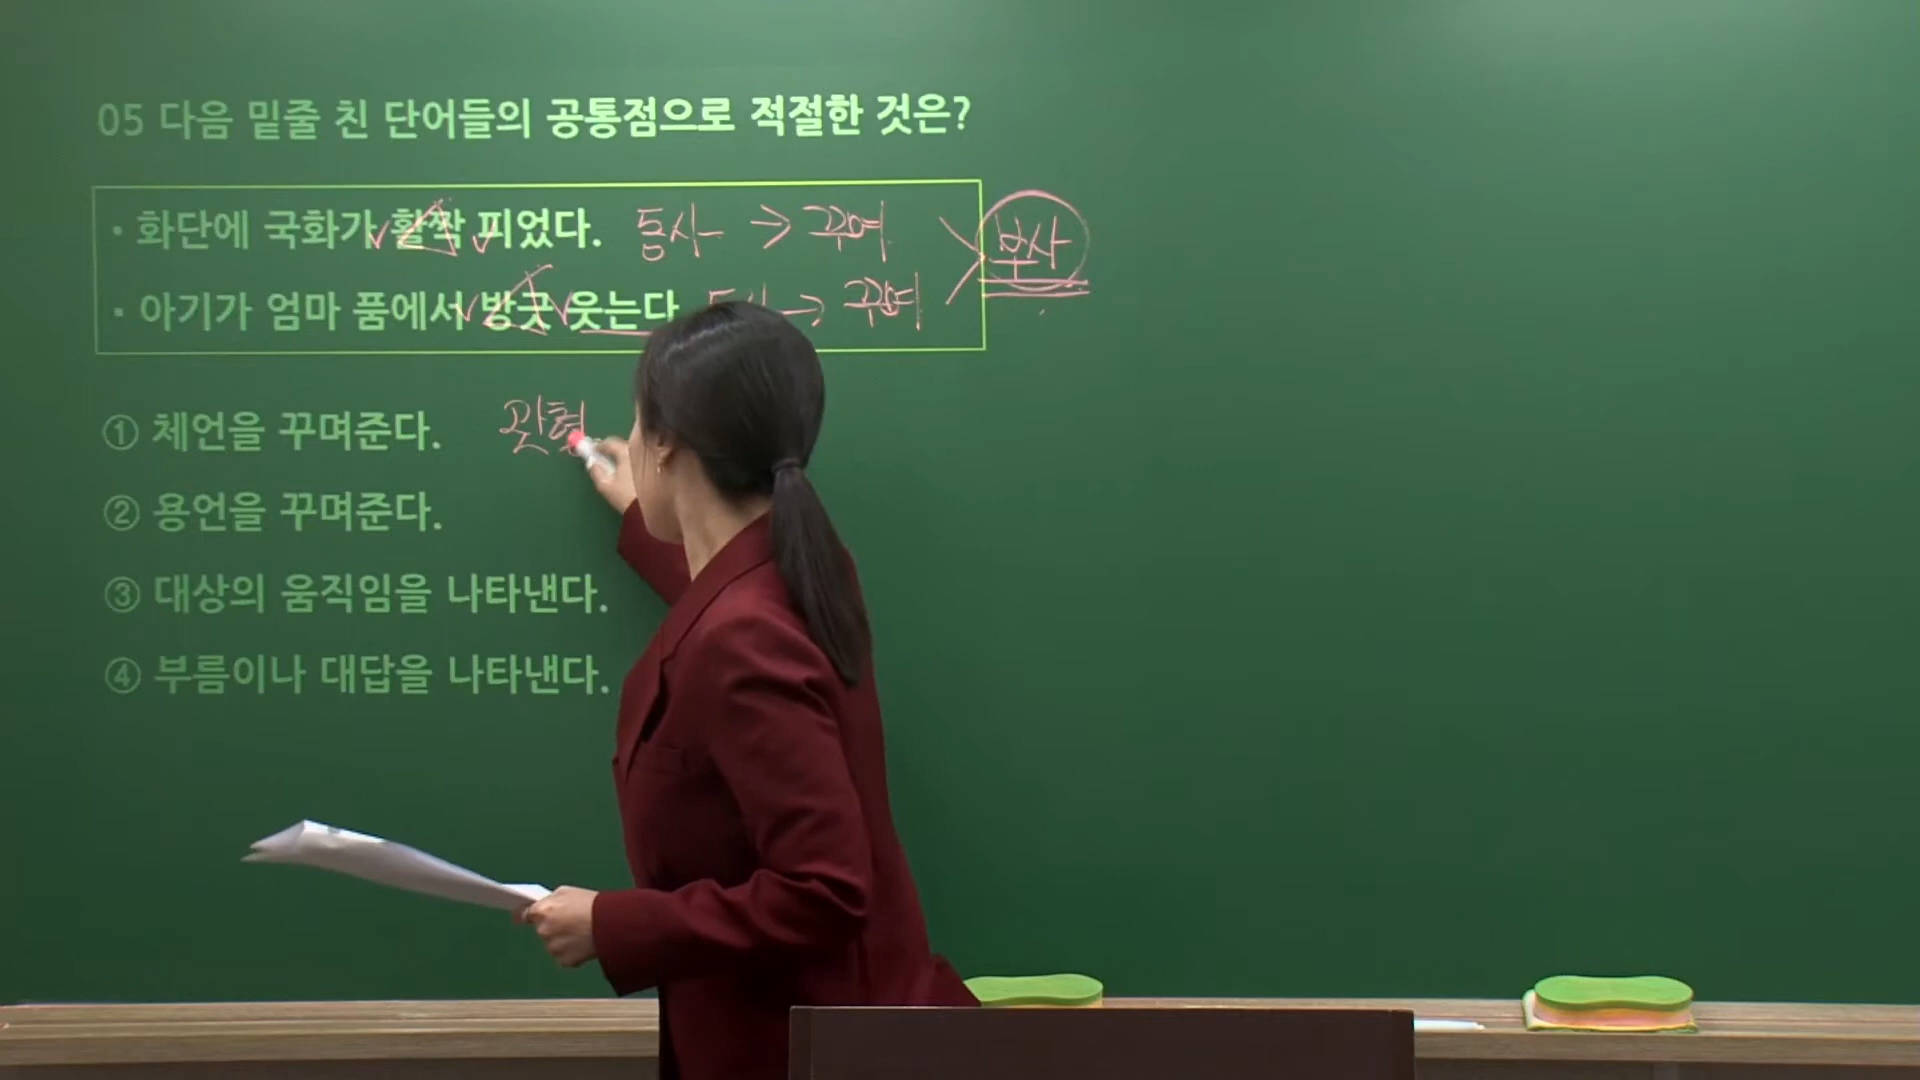 05 다음 밑줄 친 단어들의 공통점으로 적절한 것은?
· 화단에 국화가 활짝 피었다. 동사 → 꾸며
부사
· 아기가 엄마 품에서 방긋 웃는다 → 꾸며
① 체언을 꾸며준다. 관형
② 용언을 꾸며준다.
③ 대상의 움직임을 나타낸다.
④ 부름이나 대답을 나타낸다.